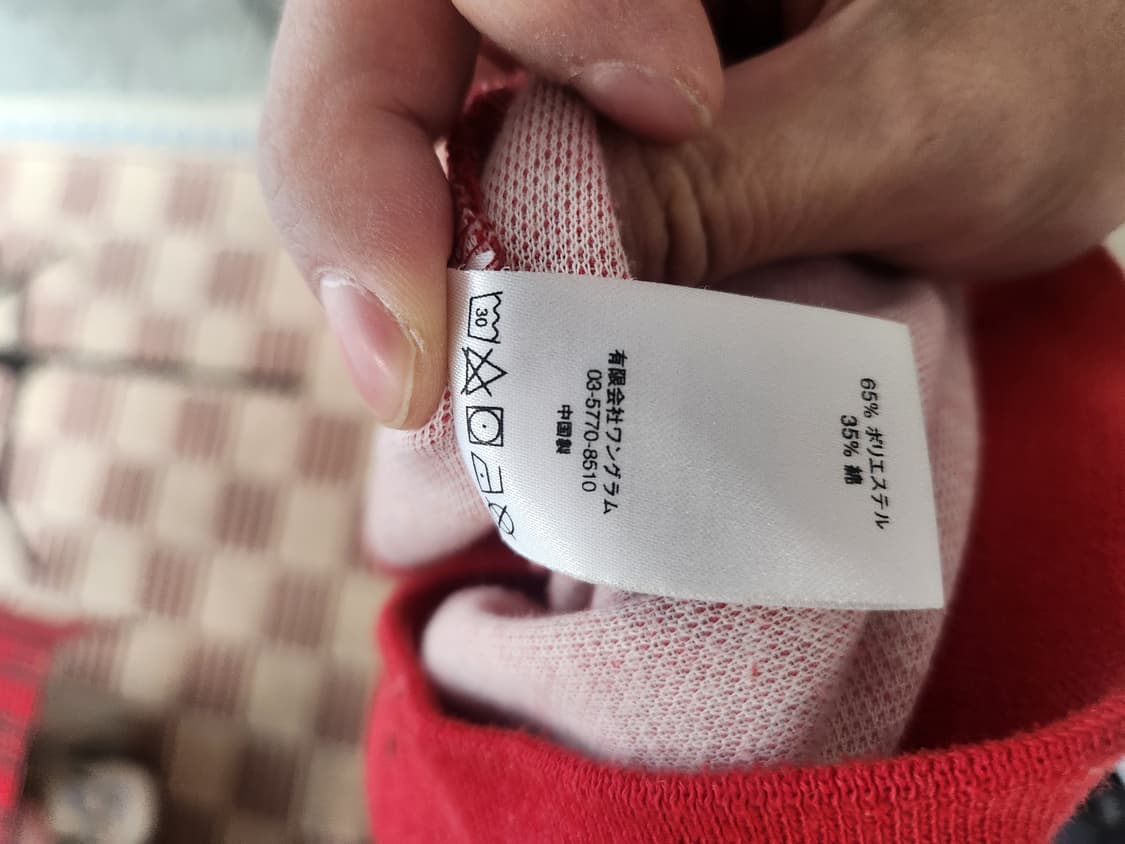 65% ポリエステル
35% 綿
有限会社ワングラム
03-5770-8510
中国製
30